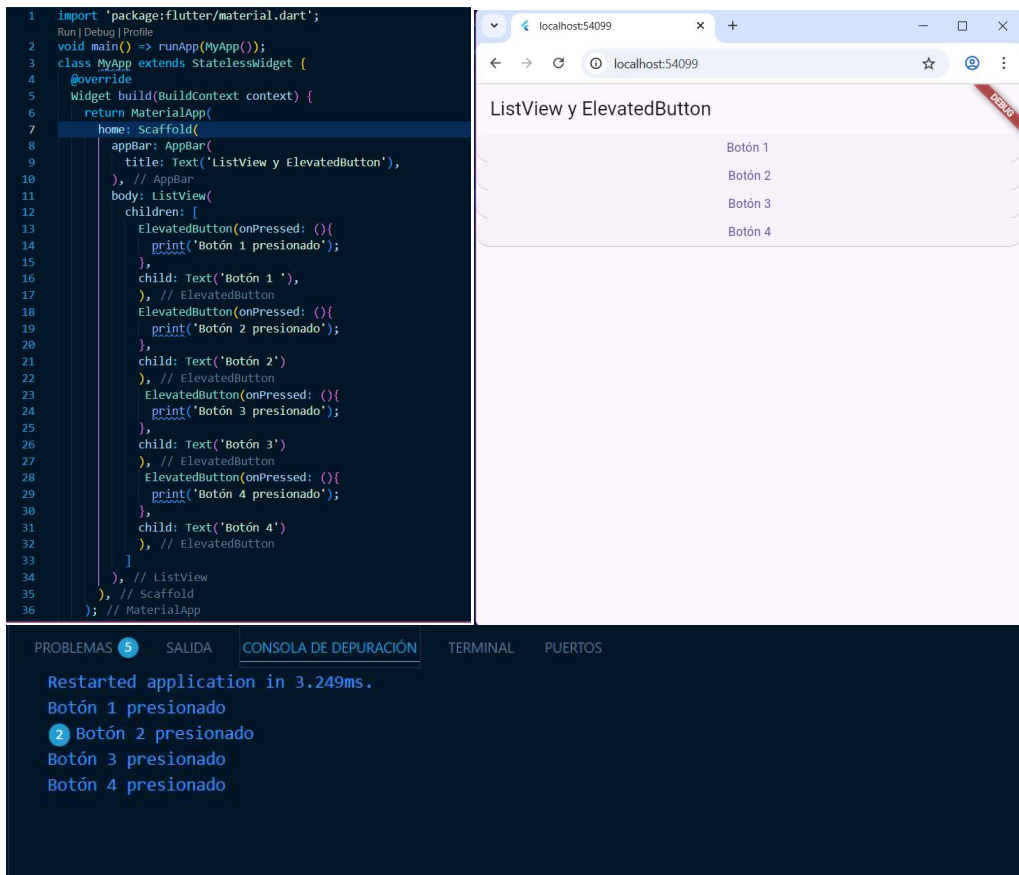 1 import 'package:flutter/material.dart';
Run | Debug | Profile
2 void main() => runApp(MyApp());
3 class MyApp extends StatelessWidget {
4 @override
5 Widget build(BuildContext context) {
6 return MaterialApp(
7 home: Scaffold(
8 appBar: AppBar(
9 title: Text('ListView y ElevatedButton'),
10 ), // AppBar
11 body: ListView(
12 children: [
13 ElevatedButton(onPressed: (){
14 print('Botón 1 presionado');
15 },
16 child: Text('Botón 1 '),
17 ), // ElevatedButton
18 ElevatedButton(onPressed: (){
19 print('Botón 2 presionado');
20 },
21 child: Text('Botón 2')
22 ), // ElevatedButton
23 ElevatedButton(onPressed: (){
24 print('Botón 3 presionado');
25 },
26 child: Text('Botón 3')
27 ), // ElevatedButton
28 ElevatedButton(onPressed: (){
29 print('Botón 4 presionado');
30 },
31 child: Text('Botón 4')
32 ), // ElevatedButton
33 ]
34 ), // ListView
35 ), // Scaffold
36 ); // MaterialApp
localhost:54099
localhost:54099
DEBUG
ListView y ElevatedButton
Botón 1
Botón 2
Botón 3
Botón 4
PROBLEMAS 5 SALIDA CONSOLA DE DEPURACIÓN TERMINAL PUERTOS
Restarted application in 3.249ms.
Botón 1 presionado
2 Botón 2 presionado
Botón 3 presionado
Botón 4 presionado